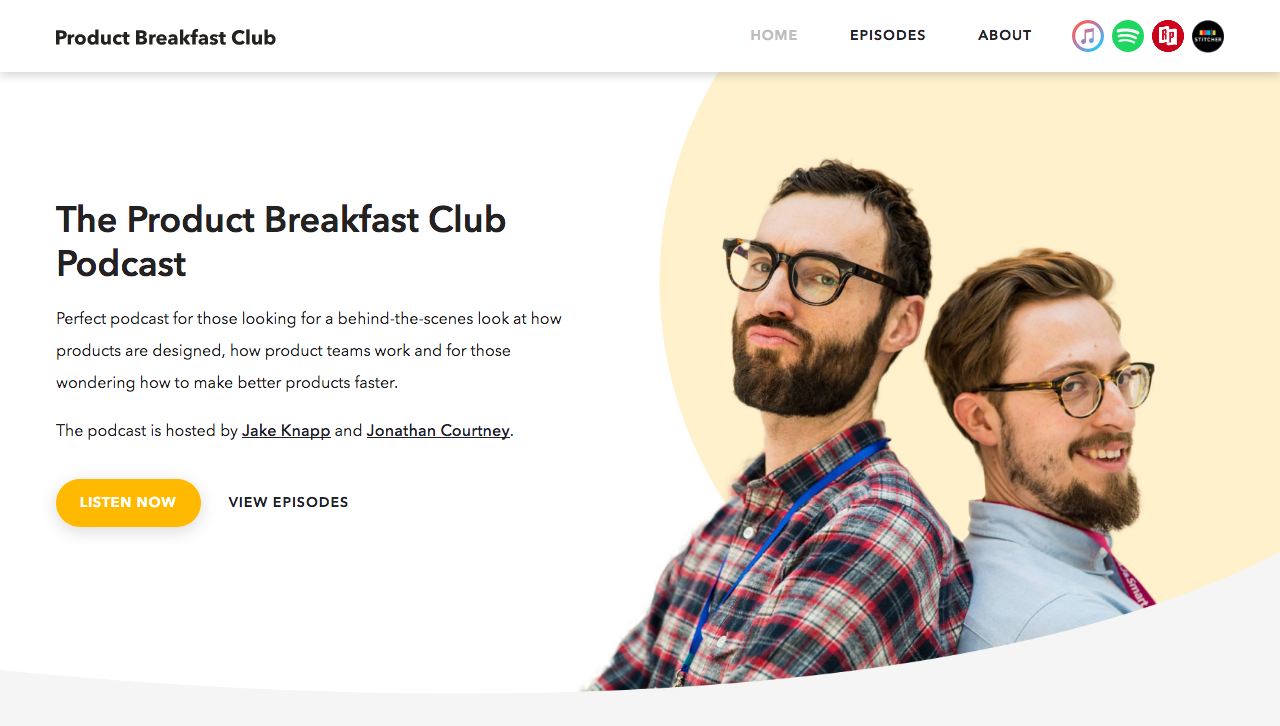 Product Breakfast Club
HOME EPISODES ABOUT
STITCHER
The Product Breakfast Club
Podcast
Perfect podcast for those looking for a behind-the-scenes look at how
products are designed, how product teams work and for those
wondering how to make better products faster.
The podcast is hosted by Jake Knapp and Jonathan Courtney.
LISTEN NOW VIEW EPISODES
Smart